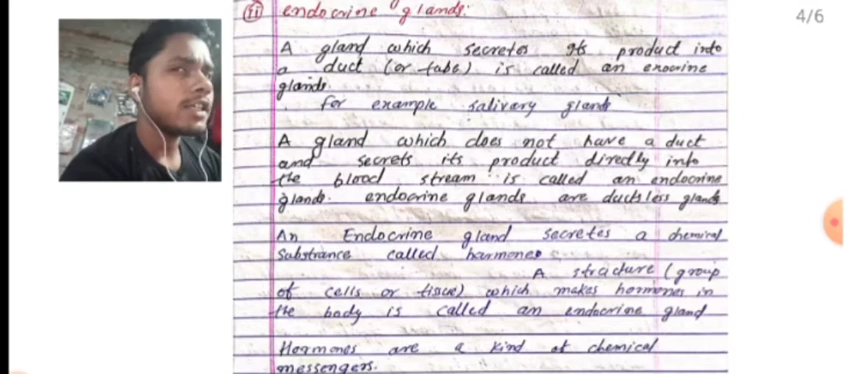 4/6
(ii) endocrine glands:
A gland which secretes its product into
a duct (or tube) is called an exocrine
glands.
for example salivary glands
A gland which does not have a duct
and secrets its product directly into
the blood stream is called an endocrine
glands. endocrine glands are ductless glands
An Endocrine gland secretes a chemical
Substrance called harmones
A stracture (group
of cells or tissue) which makes hormones in
the body is called an endocrine gland
Hormones are a kind of chemical
messengers.